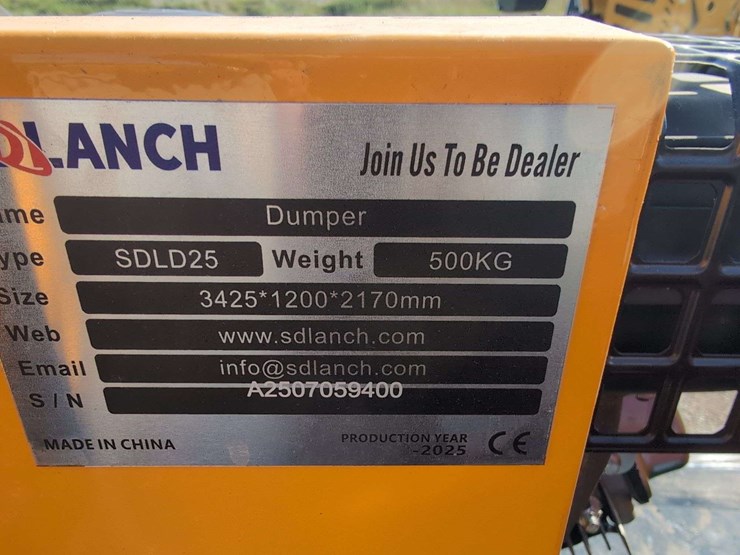 LANCH
Join Us To Be Dealer
me Dumper
ype SDLD25 Weight 500KG
Size 3425*1200*2170mm
Web www.sdlanch.com
Email info@sdlanch.com
S/N A2507059400
MADE IN CHINA PRODUCTION YEAR CE
-2025